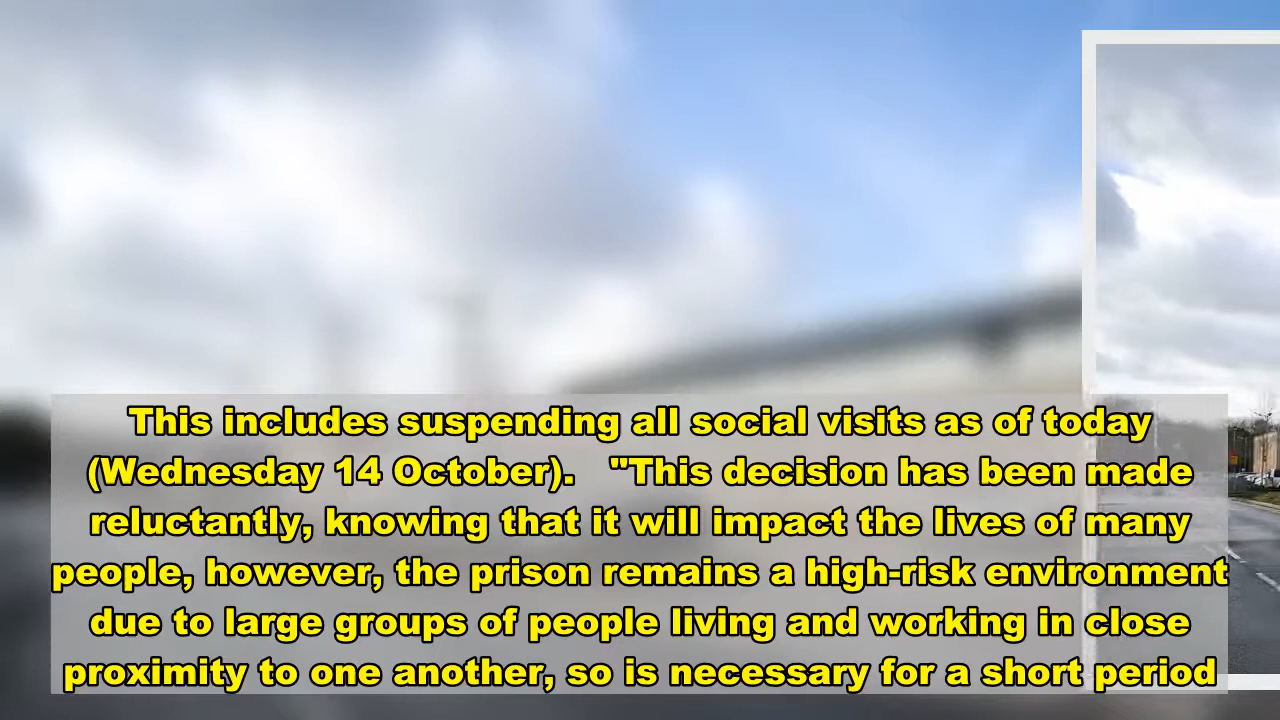 This includes suspending all social visits as of today
(Wednesday 14 October).   "This decision has been made
reluctantly, knowing that it will impact the lives of many
people, however, the prison remains a high-risk environment
due to large groups of people living and working in close
proximity to one another, so is necessary for a short period